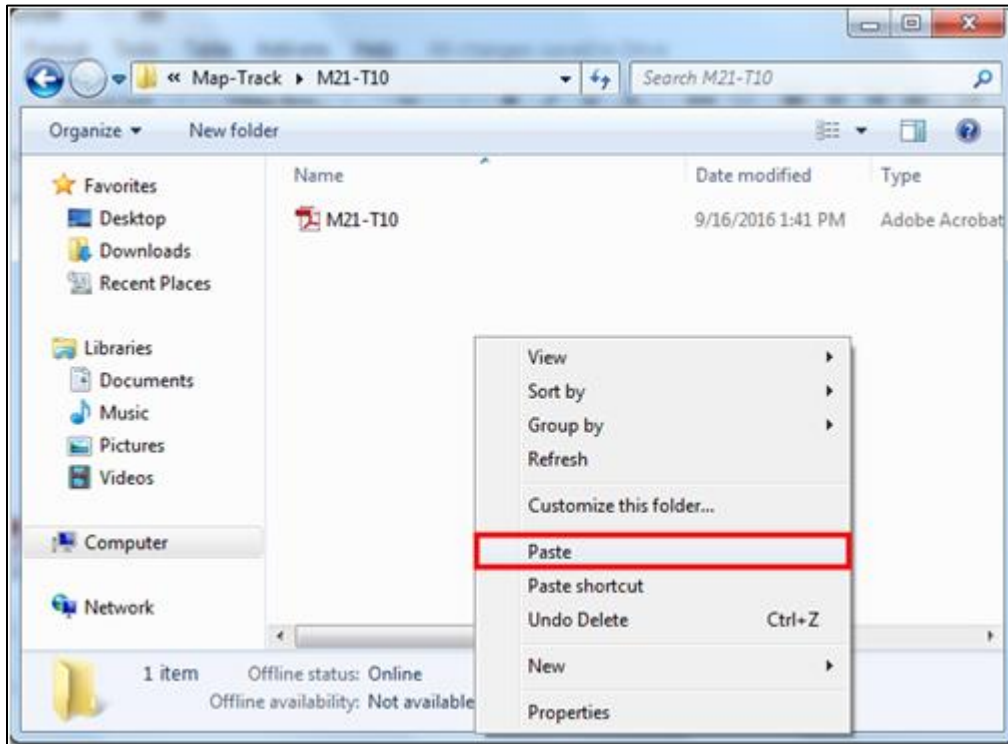 « Map-Track ▸ M21-T10
Search M21-T10
Organize ▾ New folder
Name Date modified Type
M21-T10 9/16/2016 1:41 PM Adobe Acrobat
Favorites
Desktop
Downloads
Recent Places
Libraries
Documents
Music
Pictures
Videos
Computer
Network
View
Sort by
Group by
Refresh
Customize this folder...
Paste
Paste shortcut
Undo Delete Ctrl+Z
New
Properties
1 item Offline status: Online
Offline availability: Not available